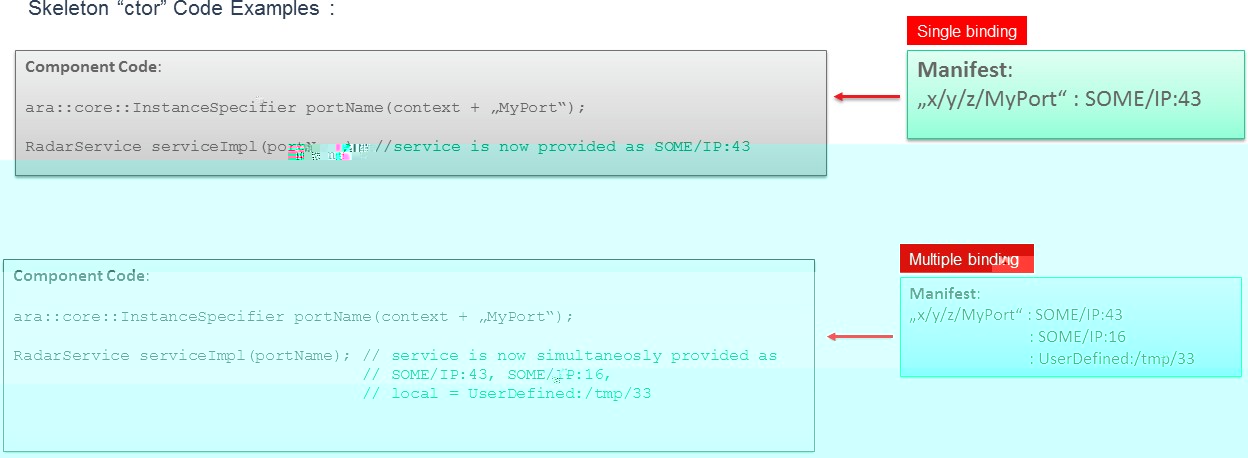 Skeleton “ctor” Code Examples :
Single binding
Component Code:
ara::core::InstanceSpecifier portName(context + „MyPort“);
RadarService serviceImpl( //service is now provided as SOME/IP:43
Manifest:
„x/y/z/MyPort“ : SOME/IP:43
Multiple binding
Component Code:
ara::core::InstanceSpecifier portName(context + „MyPort“);
RadarService serviceImpl(portName); // service is now simultaneosly provided as
// SOME/IP:43, SOME/IP:16,
// local = UserDefined:/tmp/33
Manifest:
„x/y/z/MyPort“ : SOME/IP:43
: SOME/IP:16
: UserDefined:/tmp/33